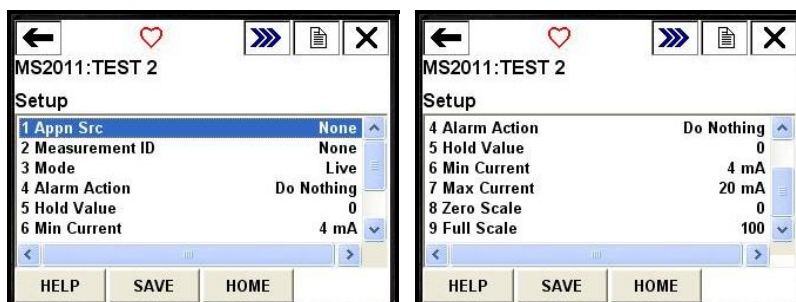 MS2011:TEST 2
Setup
1 Appn Src None
2 Measurement ID None
3 Mode Live
4 Alarm Action Do Nothing
5 Hold Value 0
6 Min Current 4 mA
HELP SAVE HOME
MS2011:TEST 2
Setup
4 Alarm Action Do Nothing
5 Hold Value 0
6 Min Current 4 mA
7 Max Current 20 mA
8 Zero Scale 0
9 Full Scale 100
HELP SAVE HOME